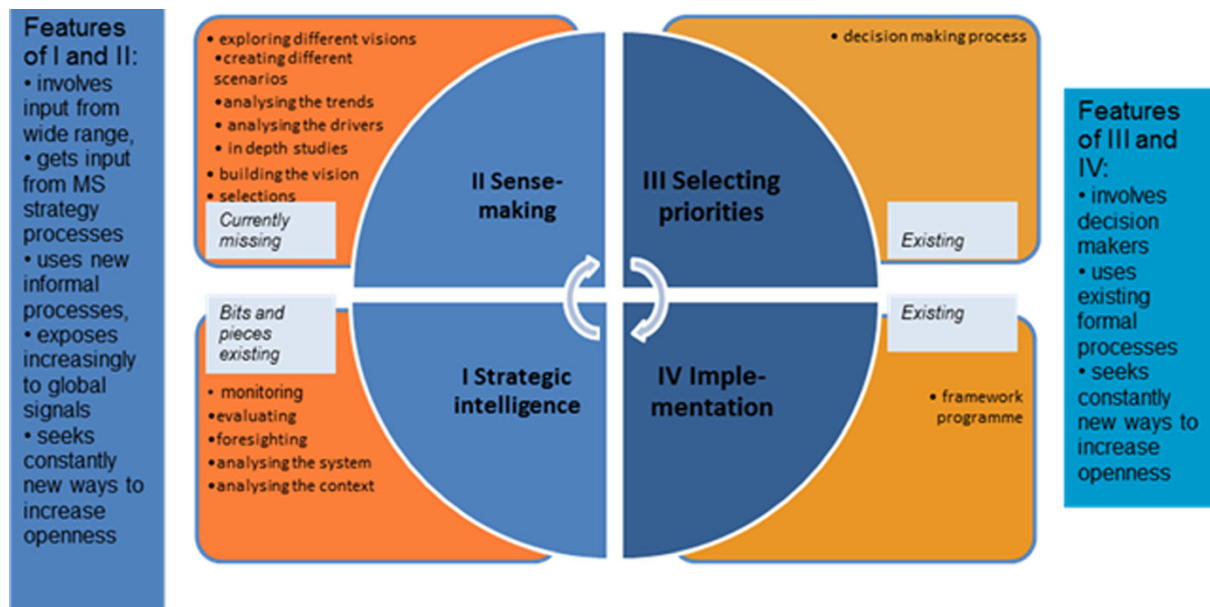 Features
of I and II:
• involves
input from
wide range,
• gets input
from MS
strategy
processes
• uses new
informal
processes,
• exposes
increasingly
to global
signals
• seeks
constantly
new ways to
increase
openness
• exploring different visions
•creating different
scenarios
•analysing the trends
• analysing the drivers
• in depth studies
• building the vision
• selections
Currently
missing
II Sense-
making
III Selecting
priorities
• decision making process
Existing
Bits and
pieces
existing
• monitoring
•evaluating
•foresighting
•analysing the system
•analysing the context
I Strategic
intelligence
IV Imple-
mentation
Existing
• framework
programme
Features
of III and
IV:
• involves
decision
makers
• uses
existing
formal
processes
• seeks
constantly
new ways to
increase
openness